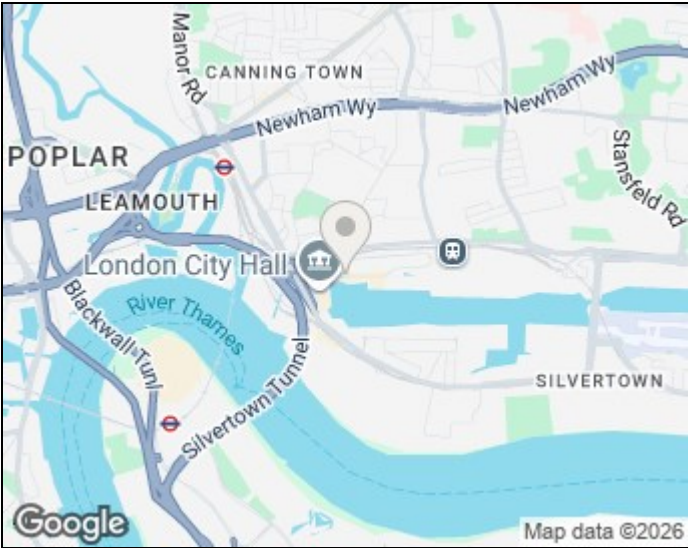 Manor Rd
CANNING TOWN
Newham Wy
Newham Wy
POPLAR
Stansfeld Rd
LEAMOUTH
London City Hall
River Thames
Blackwall Tunl
Silvertown Tunnel
SILVERTOWN
Google
Map data ©2026